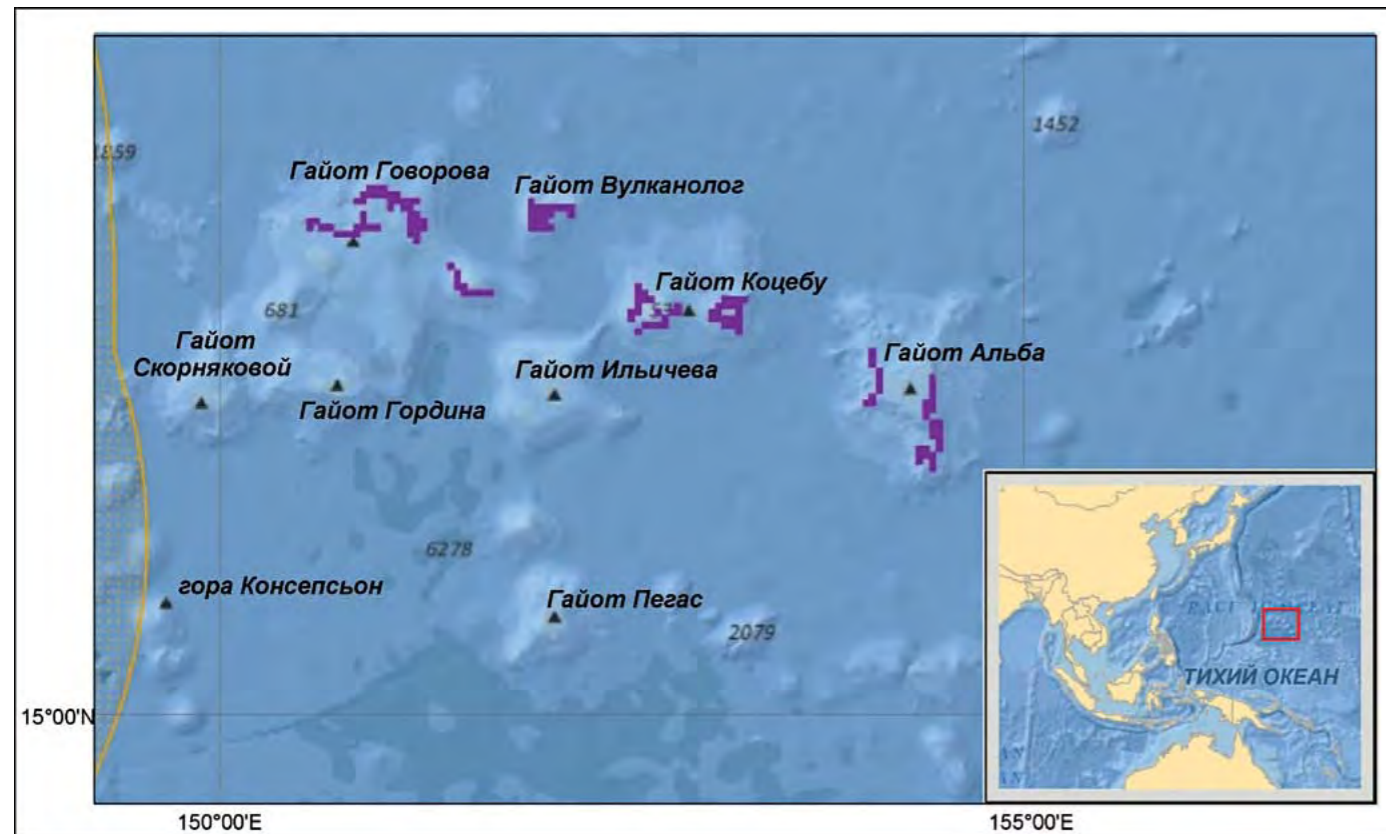 1452
1859
Гайот Говорова
Гайот Вулканолог
Гайот Коцебу
681
Гайот
Скорняковой
Гайот Ильичева
Гайот Альба
Гайот Гордина
6278
гора Консепсьон
Гайот Пегас
2079
ТИХИЙ ОКЕАН
15°00'N
150°00'E
155°00'E